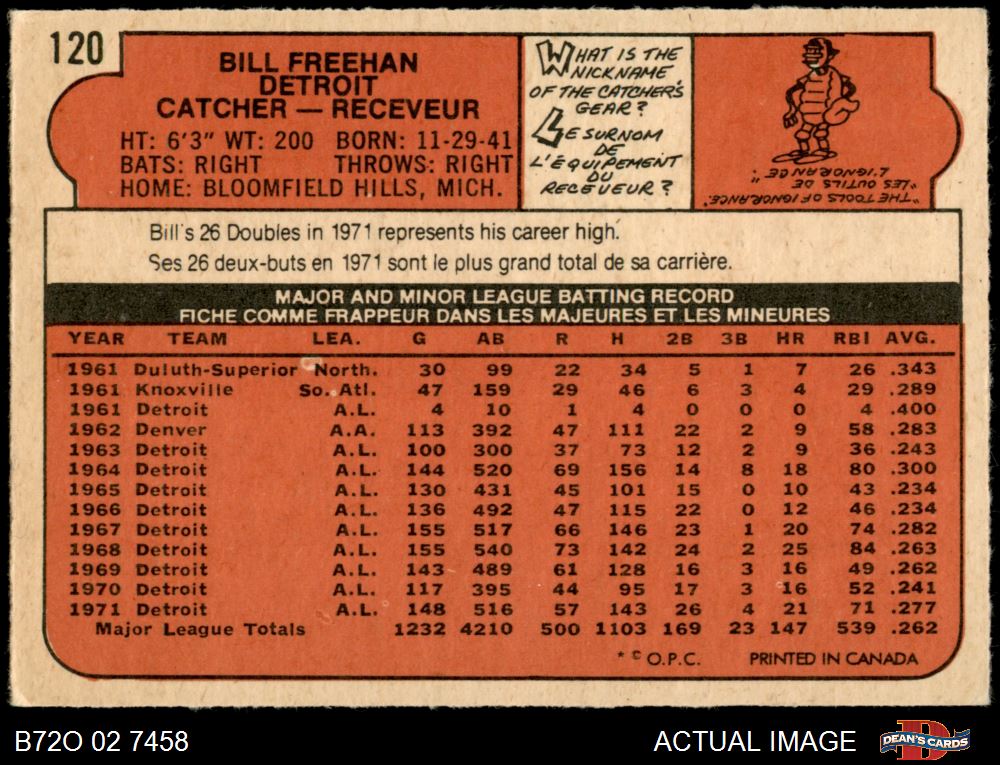 120
BILL FREEHAN
DETROIT
CATCHER — RECEVEUR
HT: 6'3" WT: 200 BORN: 11-29-41
BATS: RIGHT THROWS: RIGHT
HOME: BLOOMFIELD HILLS, MICH.
WHAT IS THE
NICKNAME
OF THE CATCHER'S
GEAR?
LE SURNOM
DE
L'ÉQUIPEMENT
DU
RECEVEUR?
"THE TOOLS OF IGNORANCE".
"LES OUTILS DE
L'IGNORANCE".
Bill's 26 Doubles in 1971 represents his career high.
Ses 26 deux-buts en 1971 sont le plus grand total de sa carrière.
MAJOR AND MINOR LEAGUE BATTING RECORD
FICHE COMME FRAPPEUR DANS LES MAJEURES ET LES MINEURES
YEAR TEAM LEA. G AB R H 2B 3B HR RBI AVG.
1961 Duluth-Superior North. 30 99 22 34 5 1 7 26 .343
1961 Knoxville So. Atl. 47 159 29 46 6 3 4 29 .289
1961 Detroit A.L. 4 10 1 4 0 0 0 4 .400
1962 Denver A.A. 113 392 47 111 22 2 9 58 .283
1963 Detroit A.L. 100 300 37 73 12 2 9 36 .243
1964 Detroit A.L. 144 520 69 156 14 8 18 80 .300
1965 Detroit A.L. 130 431 45 101 15 0 10 43 .234
1966 Detroit A.L. 136 492 47 115 22 0 12 46 .234
1967 Detroit A.L. 155 517 66 146 23 1 20 74 .282
1968 Detroit A.L. 155 540 73 142 24 2 25 84 .263
1969 Detroit A.L. 143 489 61 128 16 3 16 49 .262
1970 Detroit A.L. 117 395 44 95 17 3 16 52 .241
1971 Detroit A.L. 148 516 57 143 26 4 21 71 .277
Major League Totals 1232 4210 500 1103 169 23 147 539 .262
* © O.P.C. PRINTED IN CANADA
B72O 02 7458
ACTUAL IMAGE
DEAN'S CARDS